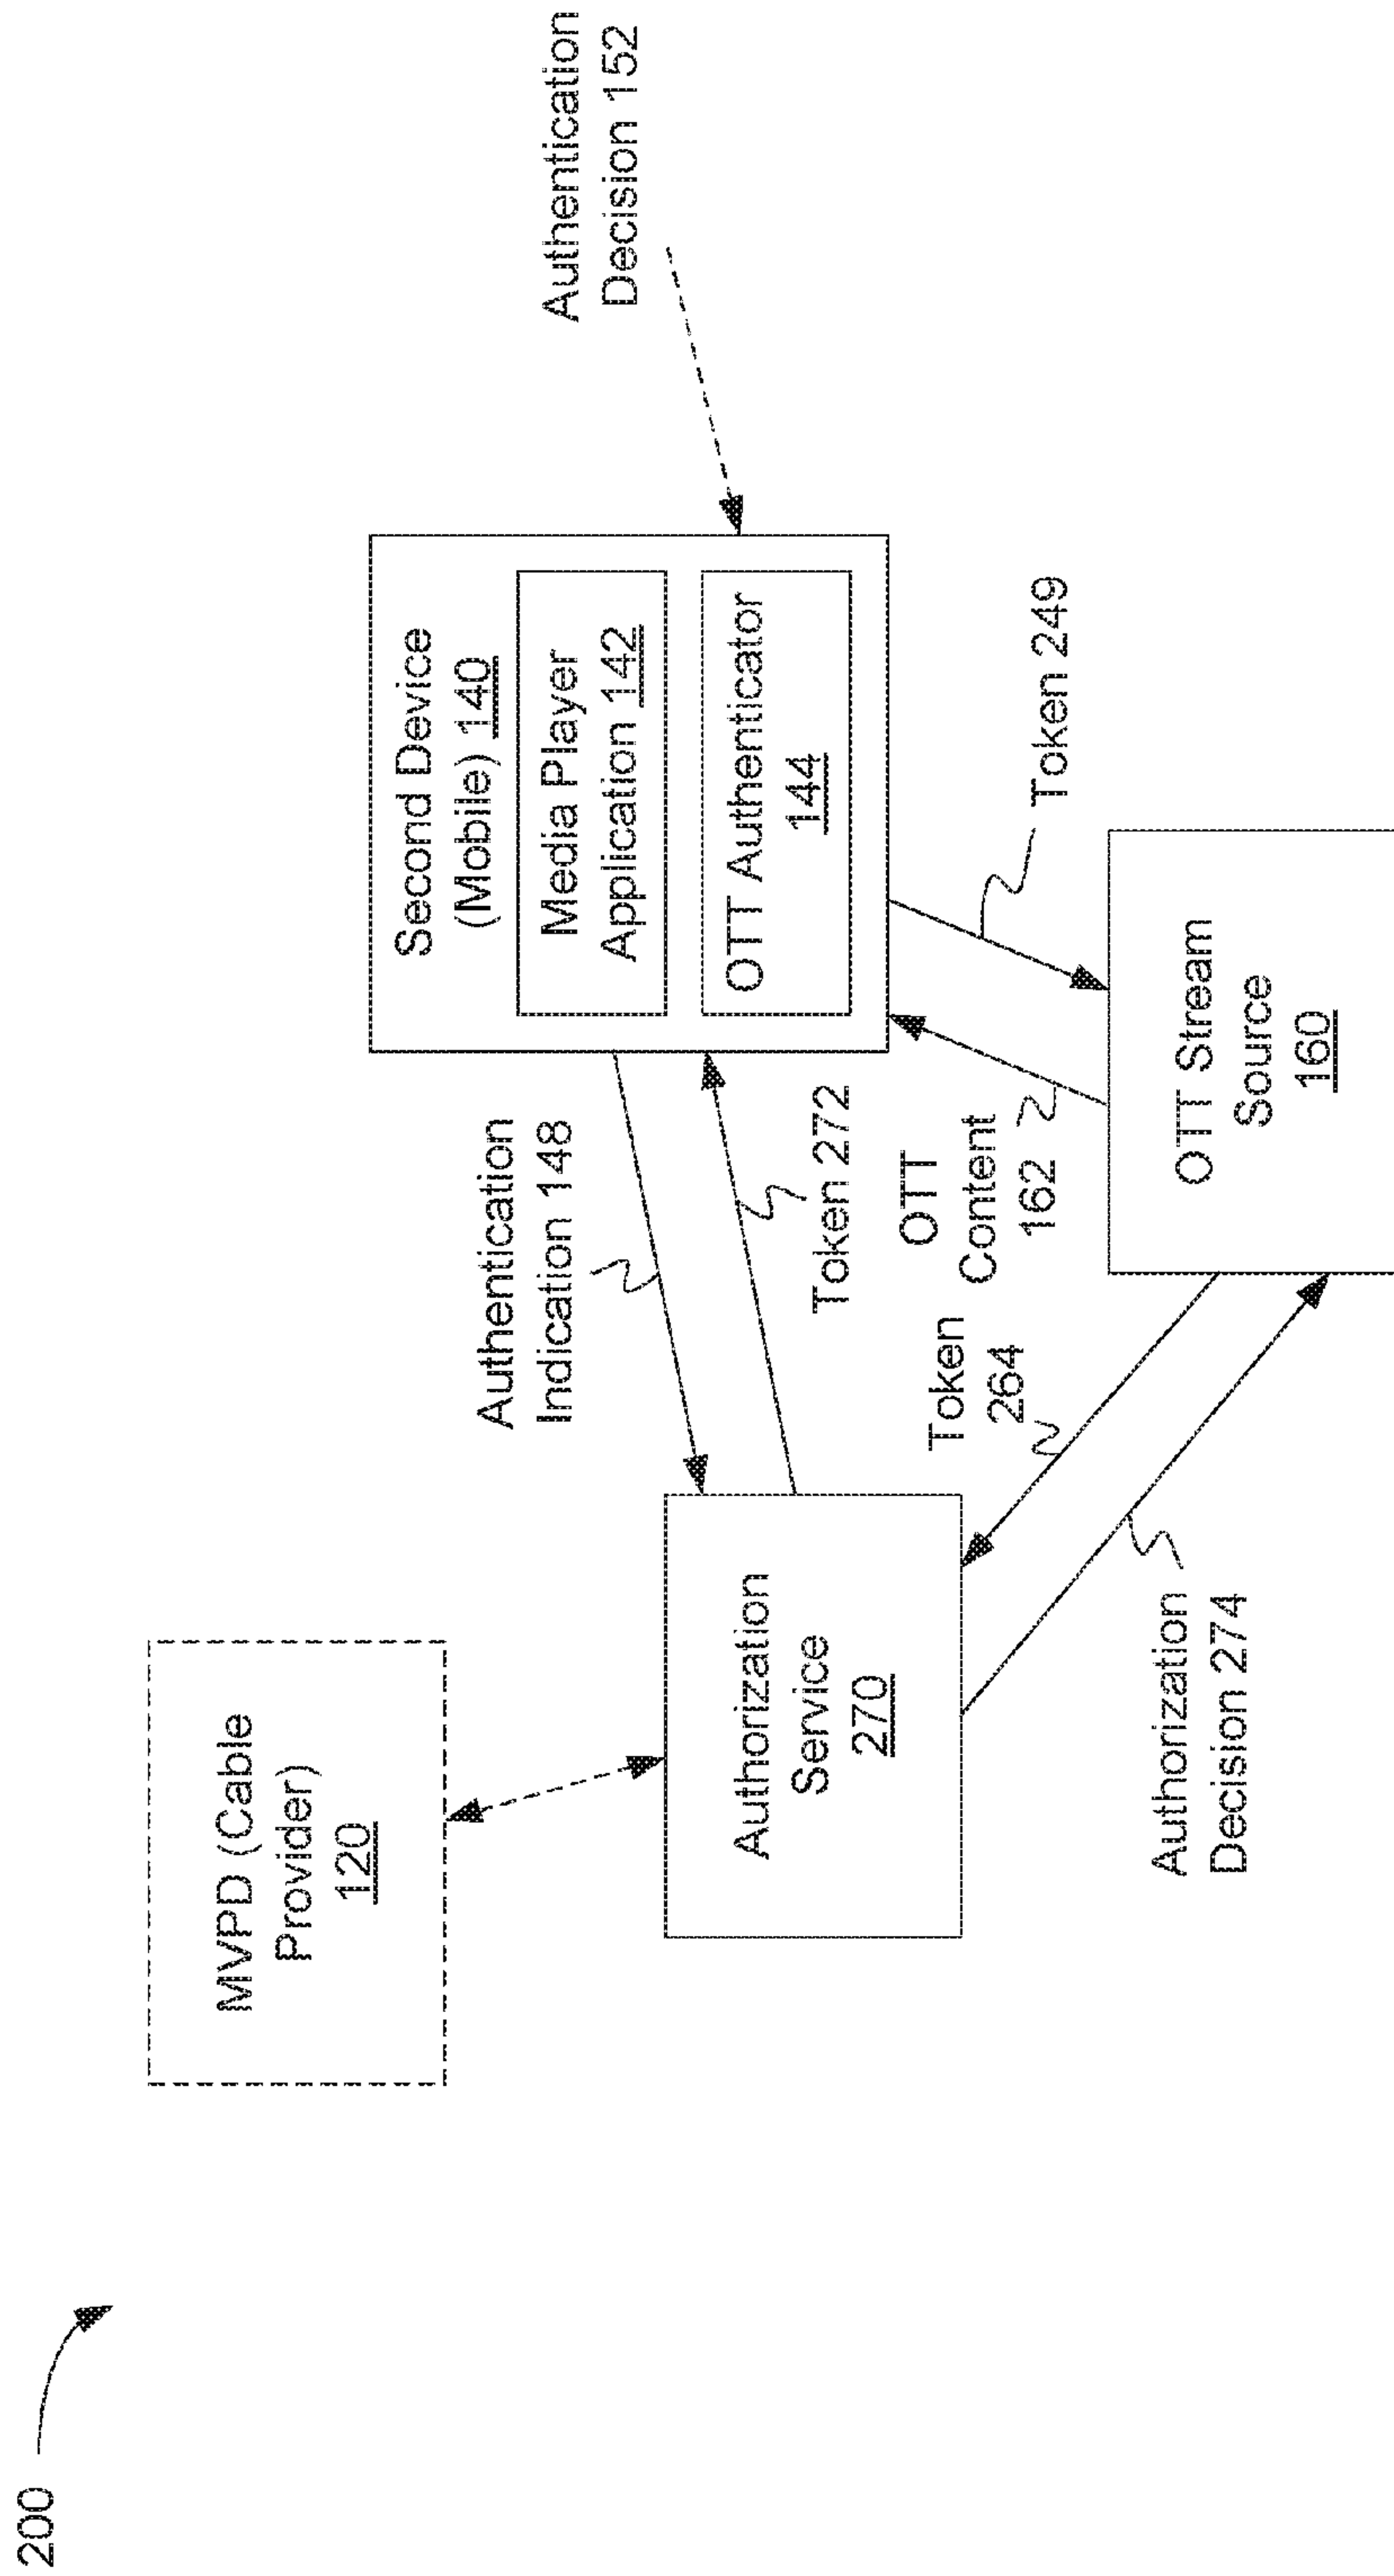 200
MVPD (Cable
Provider)
120
Authorization
Service
270
Authentication
Indication 148
Token 272
Second Device
(Mobile) 140
Media Player
Application 142
OTT Authenticator
144
Authentication
Decision 152
Token 249
OTT
Content
162
Token
264
Authorization
Decision 274
OTT Stream
Source
160